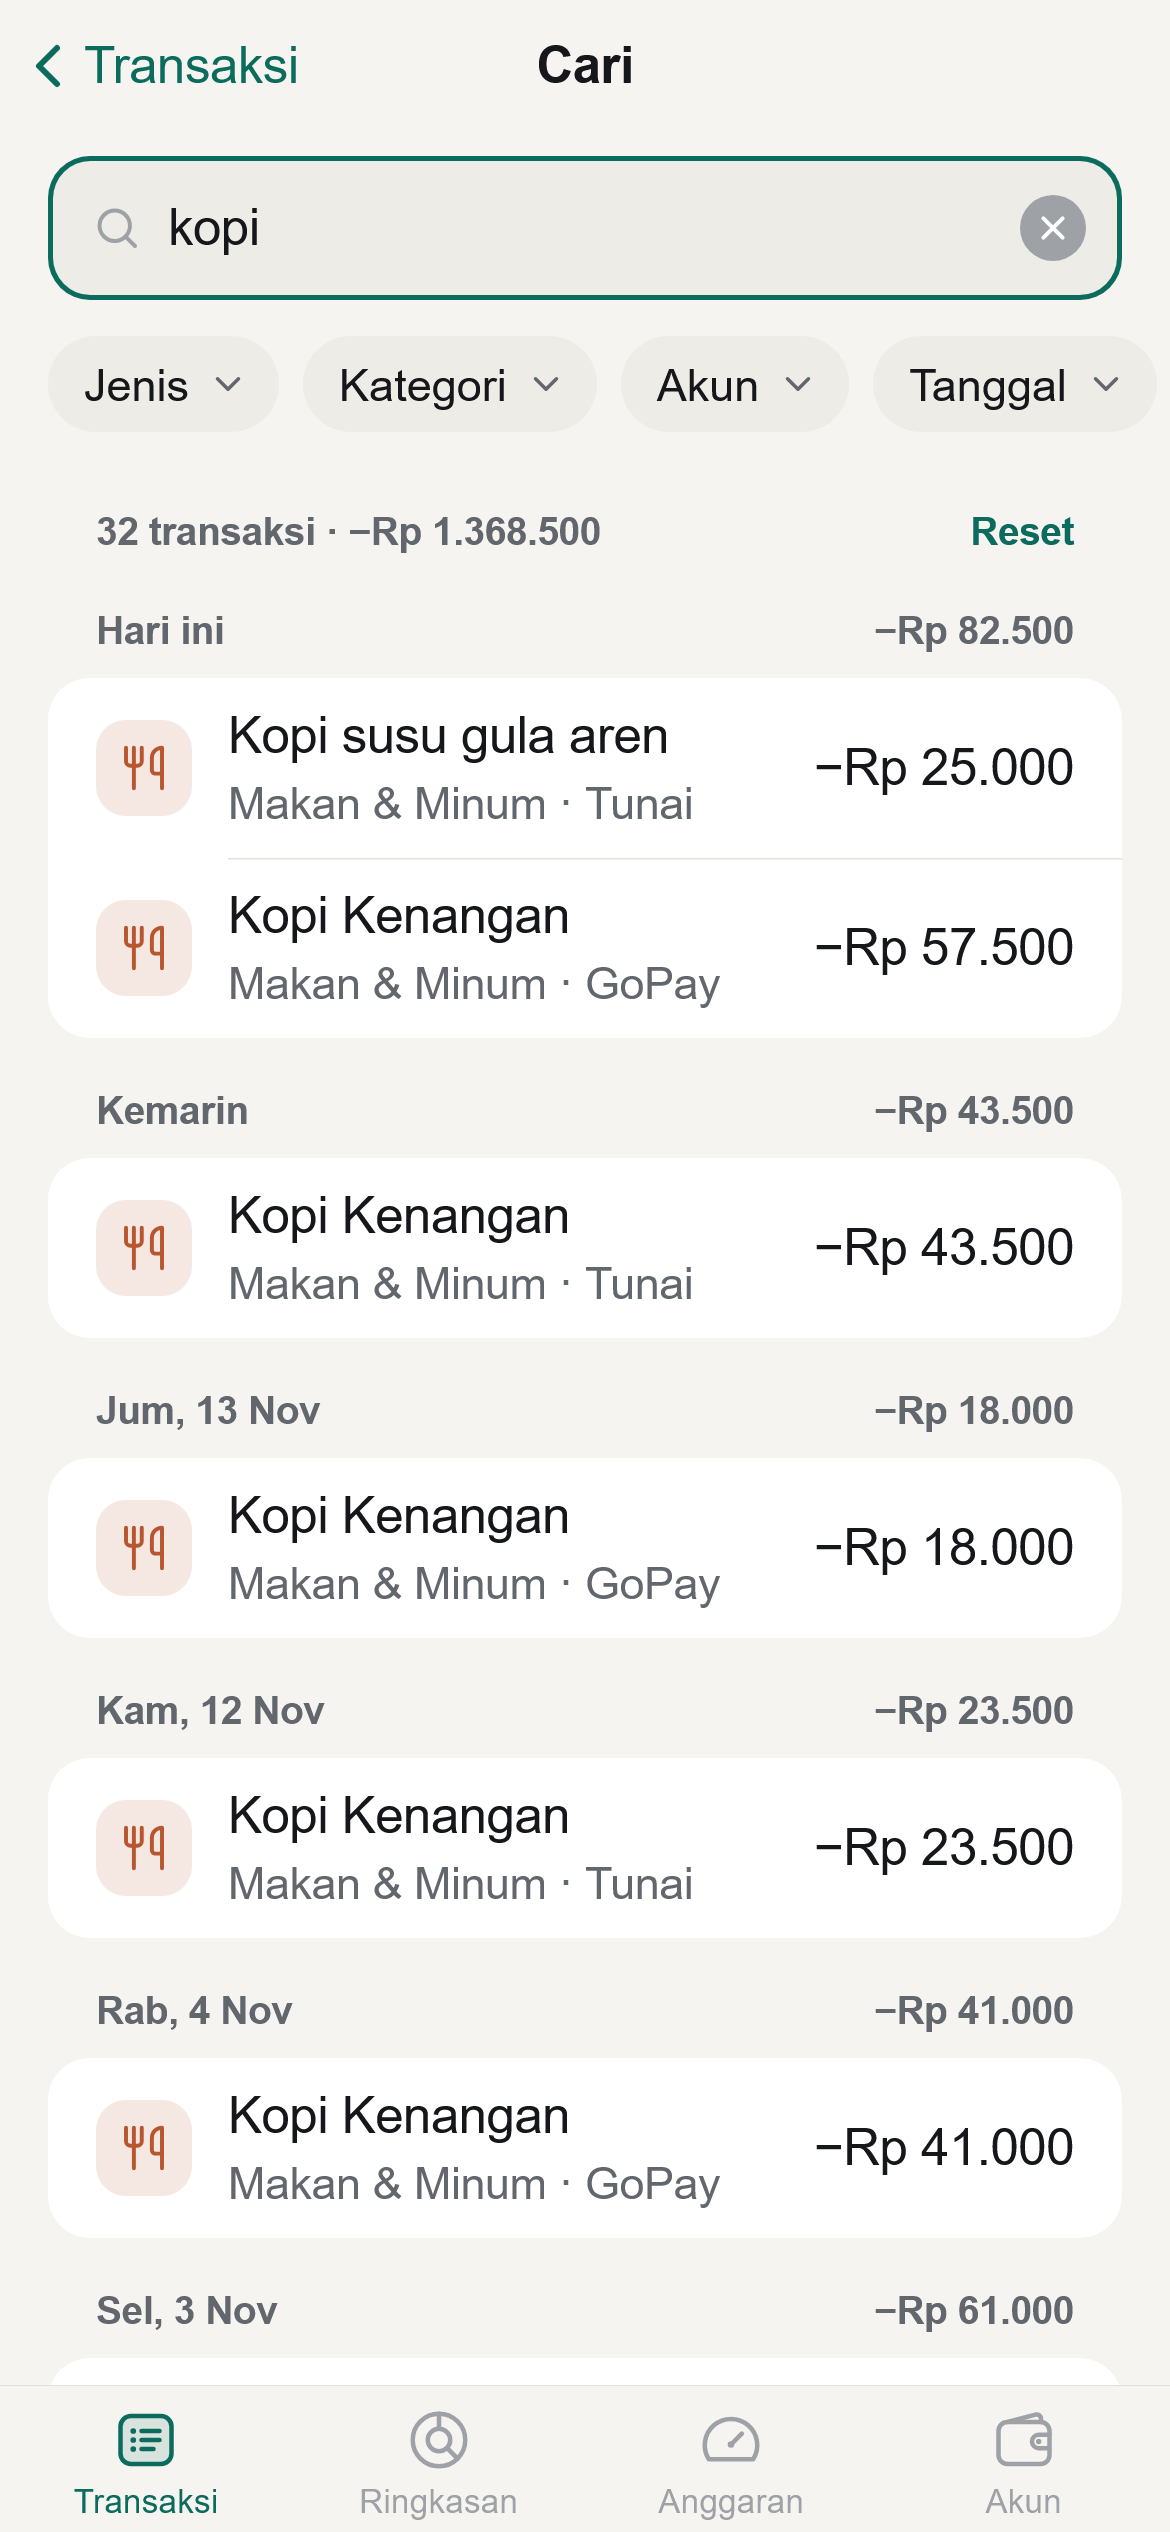 Transaksi
Cari
kopi
Jenis
Kategori
Akun
Tanggal
32 transaksi · −Rp 1.368.500
Reset
Hari ini
−Rp 82.500
Kopi susu gula aren
Makan & Minum · Tunai
−Rp 25.000
Kopi Kenangan
Makan & Minum · GoPay
−Rp 57.500
Kemarin
−Rp 43.500
Kopi Kenangan
Makan & Minum · Tunai
−Rp 43.500
Jum, 13 Nov
−Rp 18.000
Kopi Kenangan
Makan & Minum · GoPay
−Rp 18.000
Kam, 12 Nov
−Rp 23.500
Kopi Kenangan
Makan & Minum · Tunai
−Rp 23.500
Rab, 4 Nov
−Rp 41.000
Kopi Kenangan
Makan & Minum · GoPay
−Rp 41.000
Sel, 3 Nov
−Rp 61.000
Transaksi
Ringkasan
Anggaran
Akun